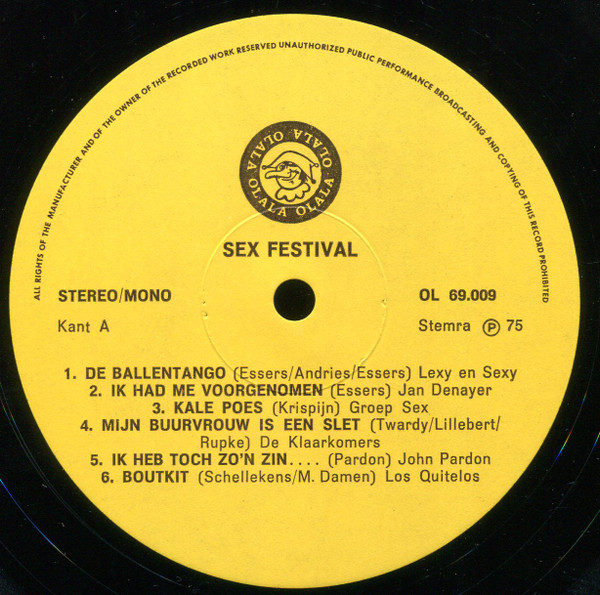 ALL RIGHTS OF THE MANUFACTURER AND OF THE OWNER OF THE RECORDED WORK RESERVED UNAUTHORIZED PUBLIC PERFORMANCE BROADCASTING AND COPYING OF THIS RECORD PROHIBITED
OLALA OLALA OLALA OLALA
SEX FESTIVAL
STEREO/MONO
OL 69.009
Kant A
Stemra ℗ 75
1. DE BALLENTANGO (Essers/Andries/Essers) Lexy en Sexy
2. IK HAD ME VOORGENOMEN (Essers) Jan Denayer
3. KALE POES (Krispijn) Groep Sex
4. MIJN BUURVROUW IS EEN SLET (Twardy/Lillebert/
Rupke) De Klaarkomers
5. IK HEB TOCH ZO'N ZIN.... (Pardon) John Pardon
6. BOUTKIT (Schellekens/M. Damen) Los Quitelos